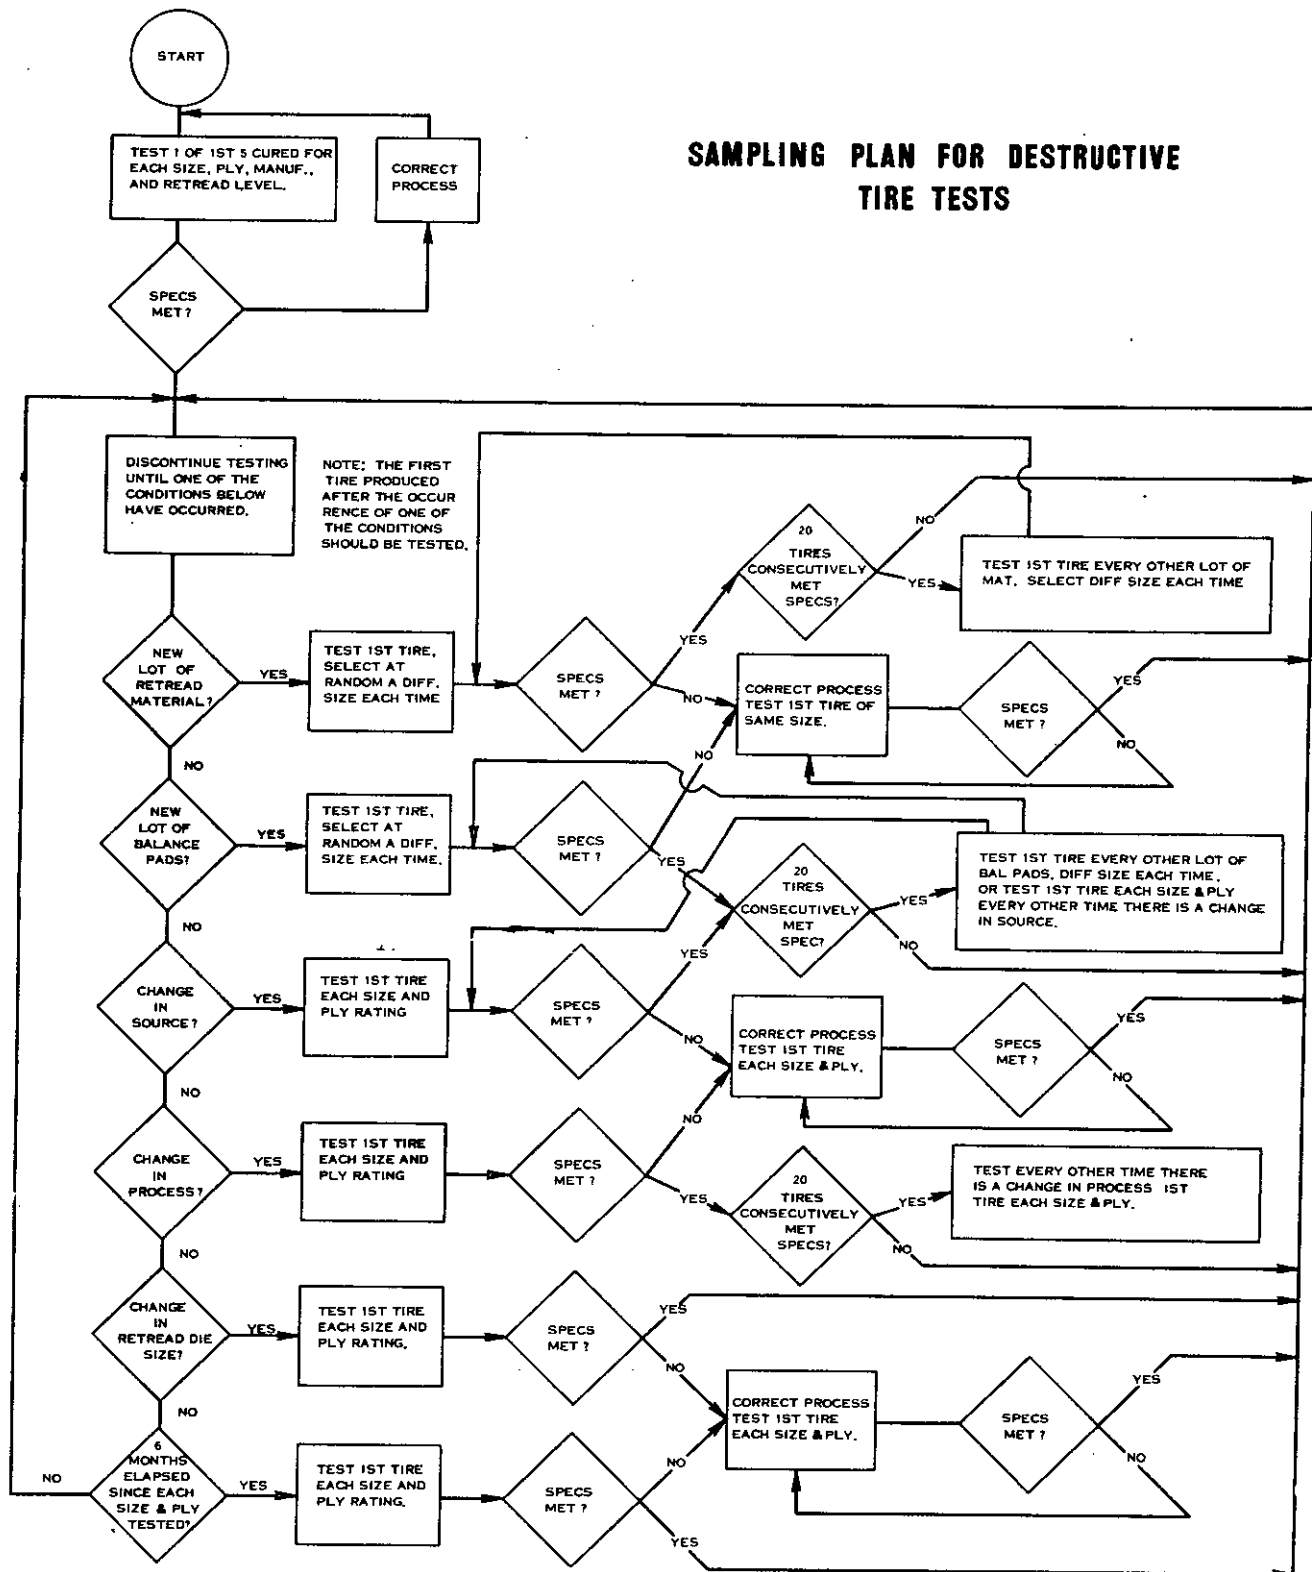 START
TEST 1 OF 1ST 5 CURED FOR
EACH SIZE, PLY, MANUF.,
AND RETREAD LEVEL.
CORRECT
PROCESS
SAMPLING PLAN FOR DESTRUCTIVE
TIRE TESTS
SPECS
MET?
DISCONTINUE TESTING
UNTIL ONE OF THE
CONDITIONS BELOW
HAVE OCCURRED.
NOTE: THE FIRST
TIRE PRODUCED
AFTER THE OCCUR
RENCE OF ONE OF
THE CONDITIONS
SHOULD BE TESTED.
NEW
LOT OF
RETREAD
MATERIAL?
YES
TEST 1ST TIRE,
SELECT AT
RANDOM A DIFF.
SIZE EACH TIME
SPECS
MET ?
YES
NO
20
TIRES
CONSECUTIVELY
MET
SPECS?
NO
YES
TEST 1ST TIRE EVERY OTHER LOT OF
MAT. SELECT DIFF SIZE EACH TIME
CORRECT PROCESS
TEST 1ST TIRE OF
SAME SIZE.
SPECS
MET ?
YES
NO
NO
NEW
LOT OF
BALANCE
PADS?
YES
TEST 1ST TIRE,
SELECT AT
RANDOM A DIFF.
SIZE EACH TIME.
SPECS
MET ?
NO
YES
20
TIRES
CONSECUTIVELY
MET
SPEC?
YES
NO
TEST 1ST TIRE EVERY OTHER LOT OF
BAL PADS, DIFF SIZE EACH TIME,
OR TEST 1ST TIRE EACH SIZE & PLY
EVERY OTHER TIME THERE IS A CHANGE
IN SOURCE.
NO
CHANGE
IN
SOURCE?
YES
TEST 1ST TIRE
EACH SIZE AND
PLY RATING
SPECS
MET ?
YES
NO
CORRECT PROCESS
TEST 1ST TIRE
EACH SIZE & PLY.
SPECS
MET ?
YES
NO
NO
CHANGE
IN
PROCESS?
YES
TEST 1ST TIRE
EACH SIZE AND
PLY RATING
SPECS
MET ?
NO
YES
20
TIRES
CONSECUTIVELY
MET
SPECS?
YES
NO
TEST EVERY OTHER TIME THERE
IS A CHANGE IN PROCESS 1ST
TIRE EACH SIZE & PLY.
NO
CHANGE
IN
RETREAD DIE
SIZE?
YES
TEST 1ST TIRE
EACH SIZE AND
PLY RATING.
SPECS
MET ?
YES
NO
CORRECT PROCESS
TEST 1ST TIRE
EACH SIZE & PLY.
SPECS
MET ?
YES
NO
NO
6
MONTHS
ELAPSED
SINCE EACH
SIZE & PLY
TESTED?
NO
YES
TEST 1ST TIRE
EACH SIZE AND
PLY RATING.
SPECS
MET ?
NO
YES